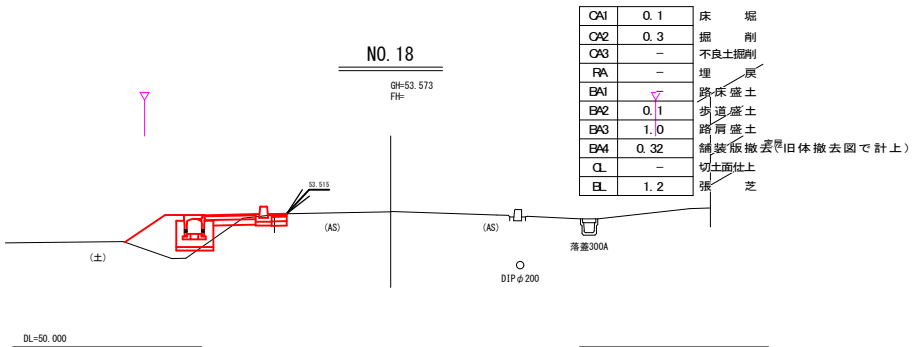 CA1 0.1 床堀
CA2 0.3 掘削
CA3 － 不良土掘削
RA － 埋戻
BA1 － 路床盛土
BA2 0.1 歩道盛土
BA3 1.0 路肩盛土
BA4 0.32 舗装版撤去(旧体撤去図で計上)
CL － 切土面仕上
BL 1.2 張芝
NO.18
GH=53.573
FH=
53.515
(AS)
(AS)
(土)
落蓋300A
DIPφ200
DL=50.000